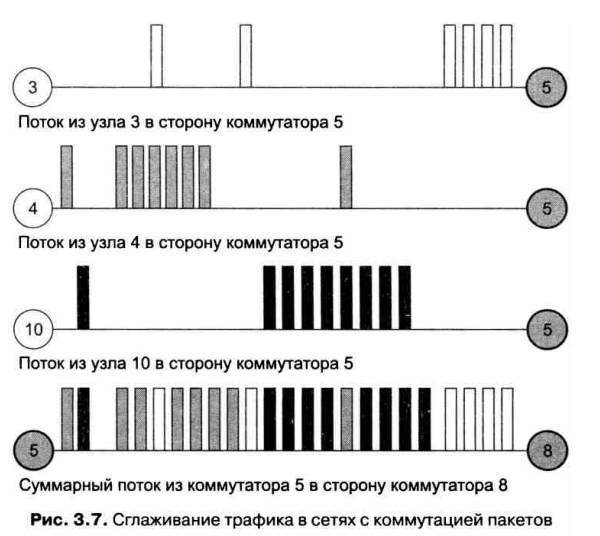 3
5
Поток из узла 3 в сторону коммутатора 5
4
5
Поток из узла 4 в сторону коммутатора 5
10
5
Поток из узла 10 в сторону коммутатора 5
5
8
Суммарный поток из коммутатора 5 в сторону коммутатора 8
Рис. 3.7. Сглаживание трафика в сетях с коммутацией пакетов